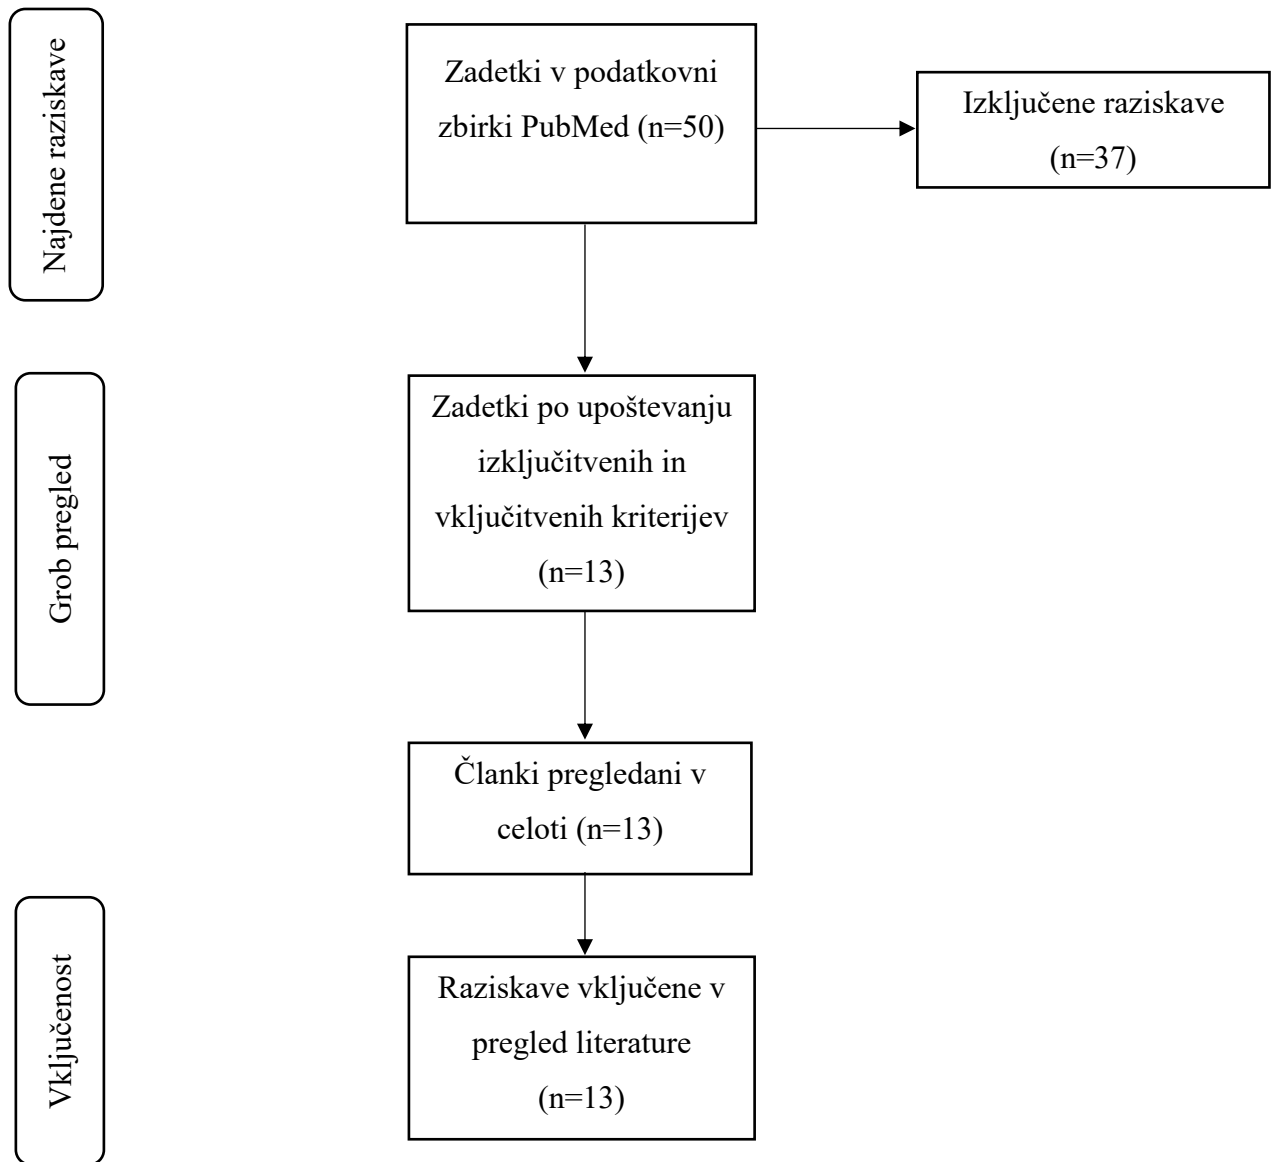 Najdene raziskave
Zadetki v podatkovni
zbirki PubMed (n=50)
Izključene raziskave
(n=37)
Grob pregled
Zadetki po upoštevanju
izključitvenih in
vključitvenih kriterijev
(n=13)
Članki pregledani v
celoti (n=13)
Vključenost
Raziskave vključene v
pregled literature
(n=13)